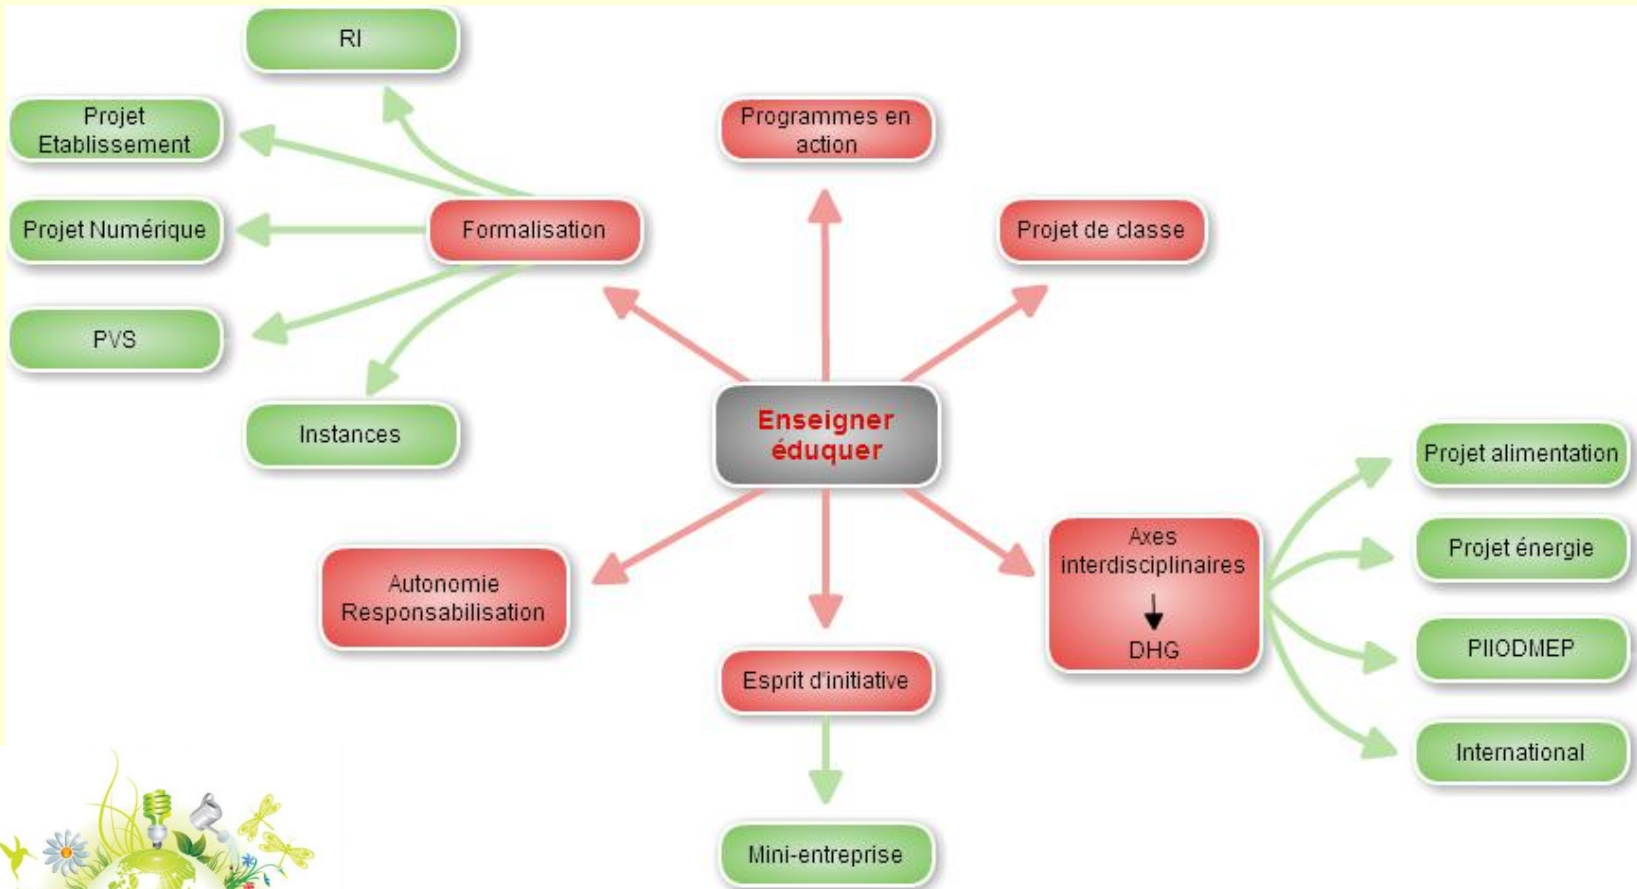 RI
Projet
Etablissement
Projet Numérique
PVS
Instances
Formalisation
Programmes en
action
Projet de classe
Enseigner
éduquer
Autonomie
Responsabilisation
Esprit d'initiative
Mini-entreprise
Axes
interdisciplinaires
DHG
Projet alimentation
Projet énergie
PIIODMEP
International